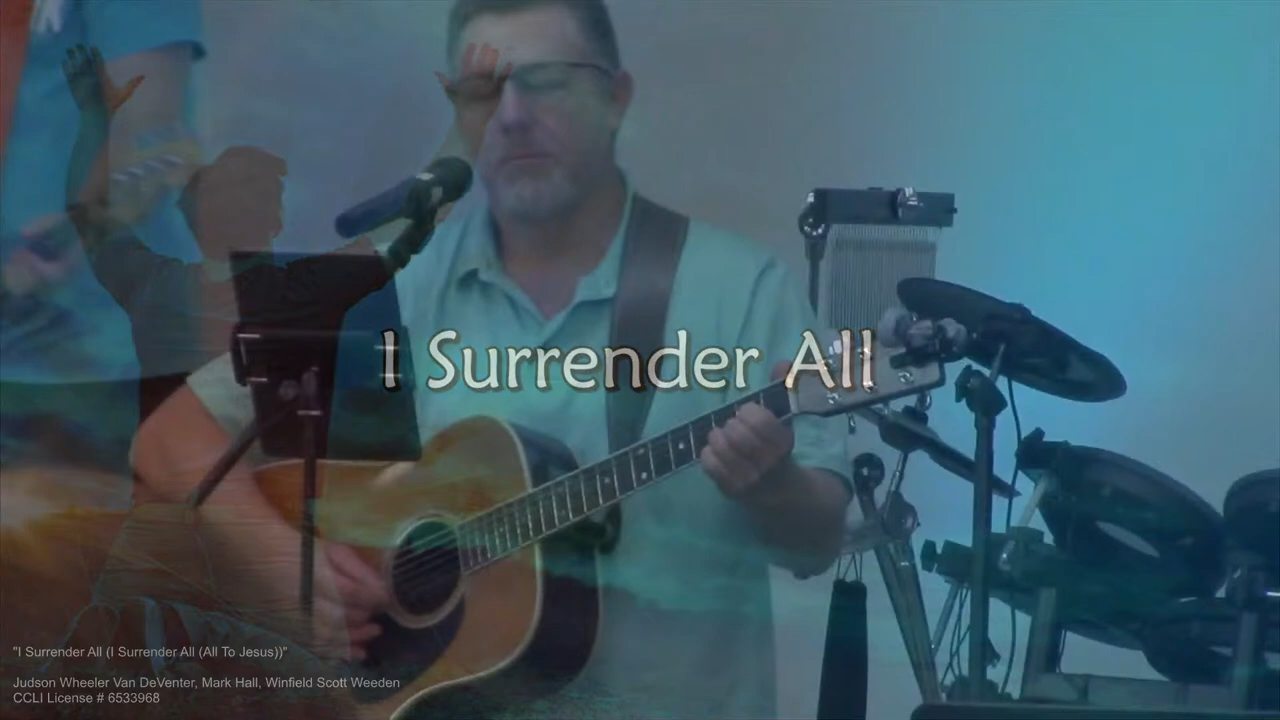 I Surrender All
"I Surrender All (I Surrender All (All To Jesus))"
Judson Wheeler Van DeVenter, Mark Hall, Winfield Scott Weeden
CCLI License # 6533968